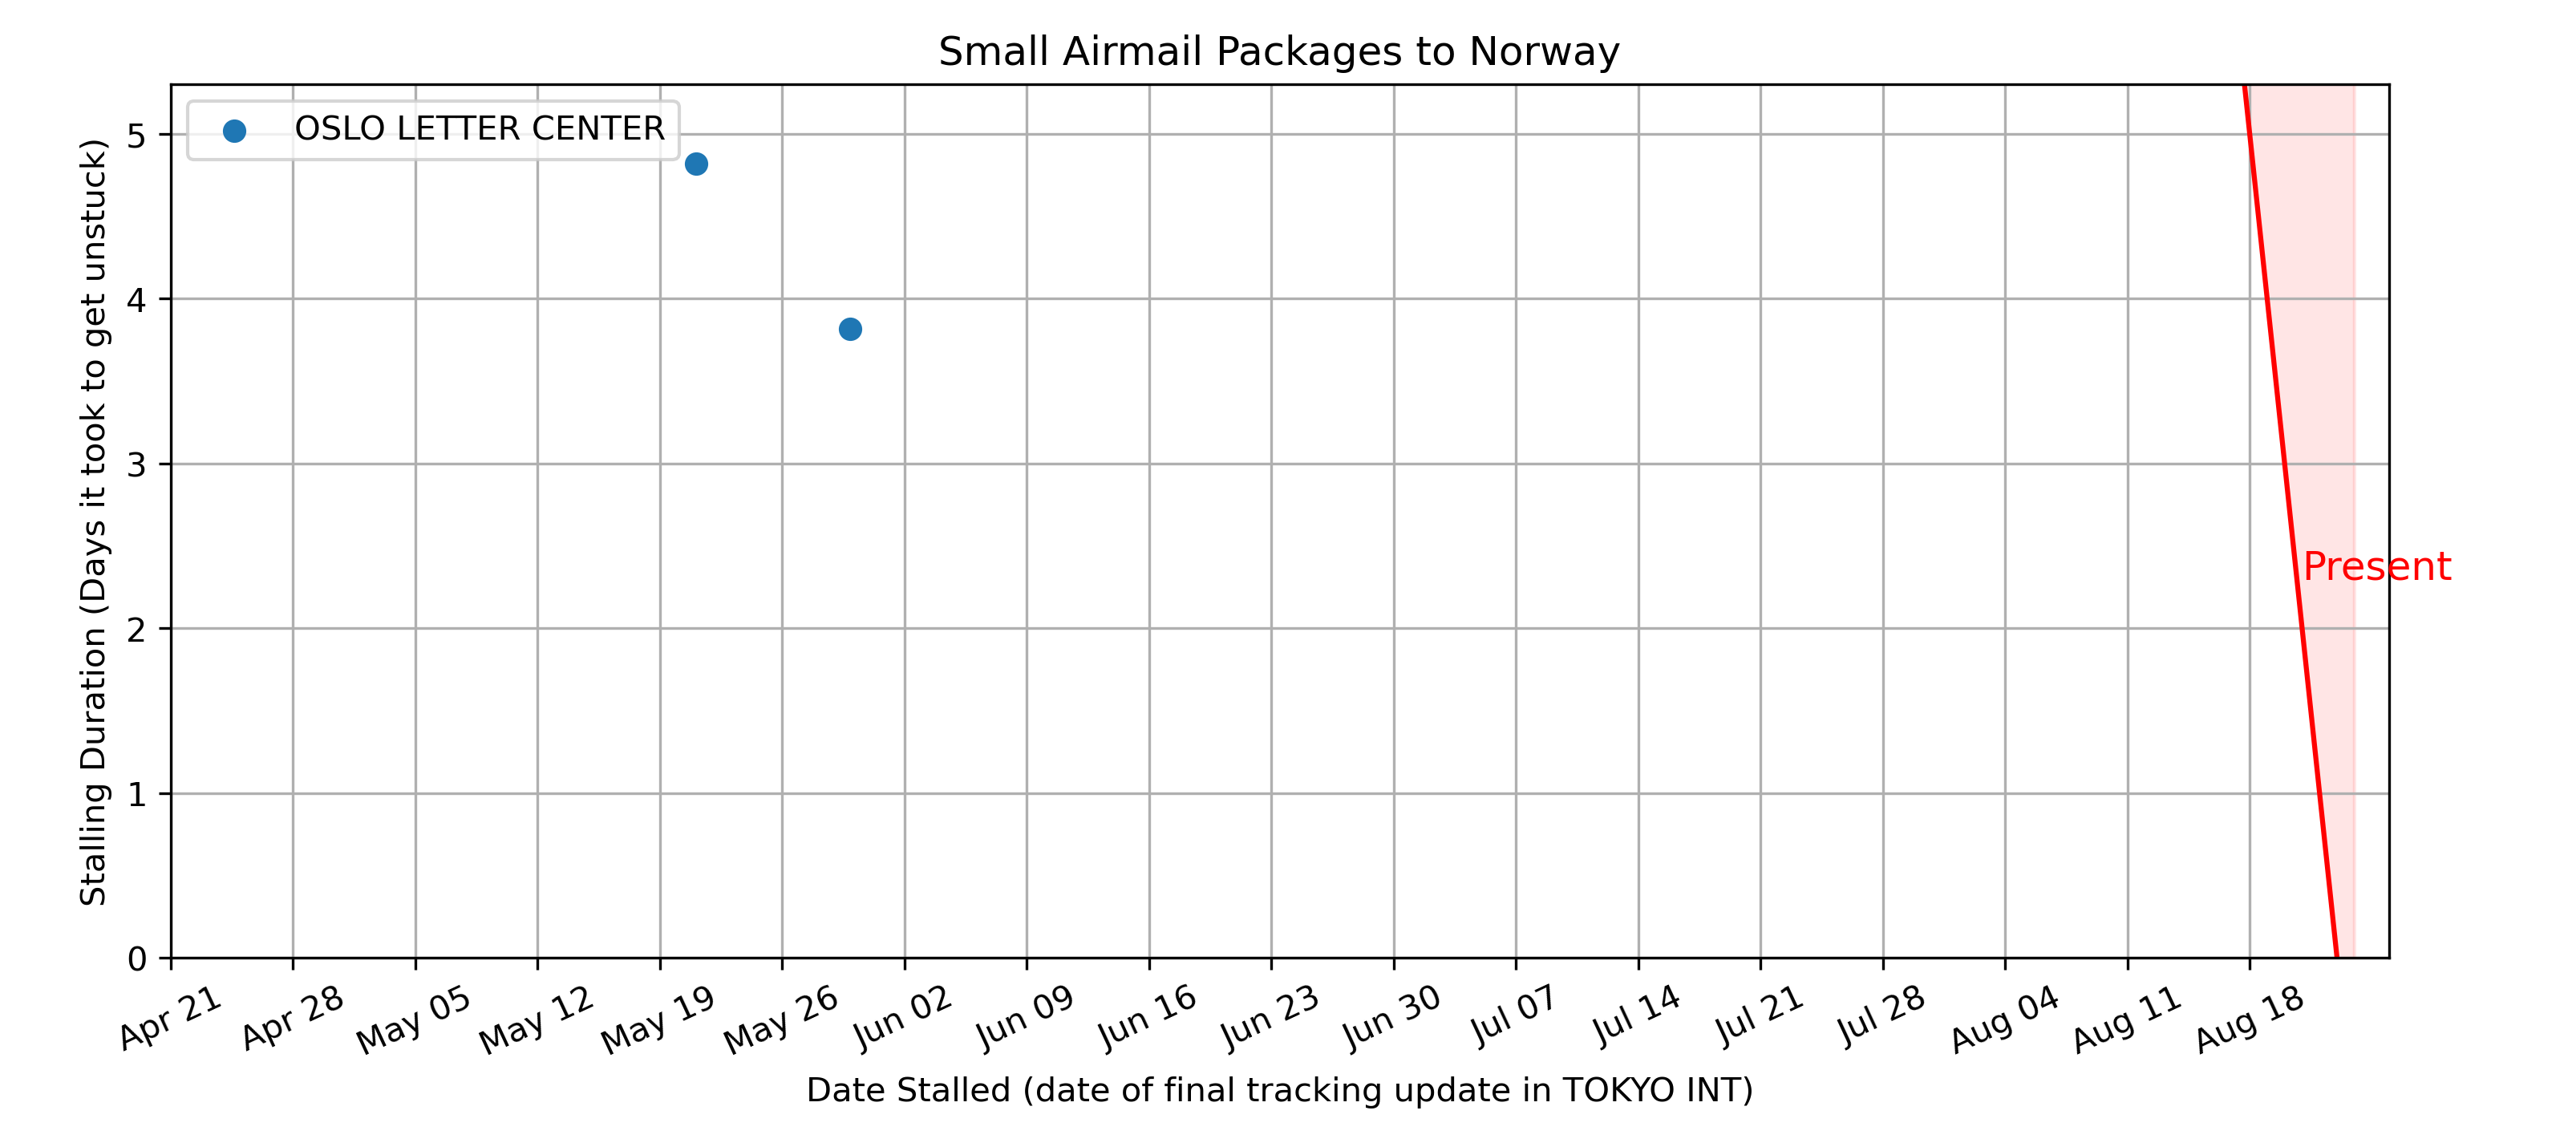 Small Airmail Packages to Norway
OSLO LETTER CENTER
Stalling Duration (Days it took to get unstuck)
5
4
3
2
1
0
Present
Apr 21
Apr 28
May 05
May 12
May 19
May 26
Jun 02
Jun 09
Jun 16
Jun 23
Jun 30
Jul 07
Jul 14
Jul 21
Jul 28
Aug 04
Aug 11
Aug 18
Date Stalled (date of final tracking update in TOKYO INT)